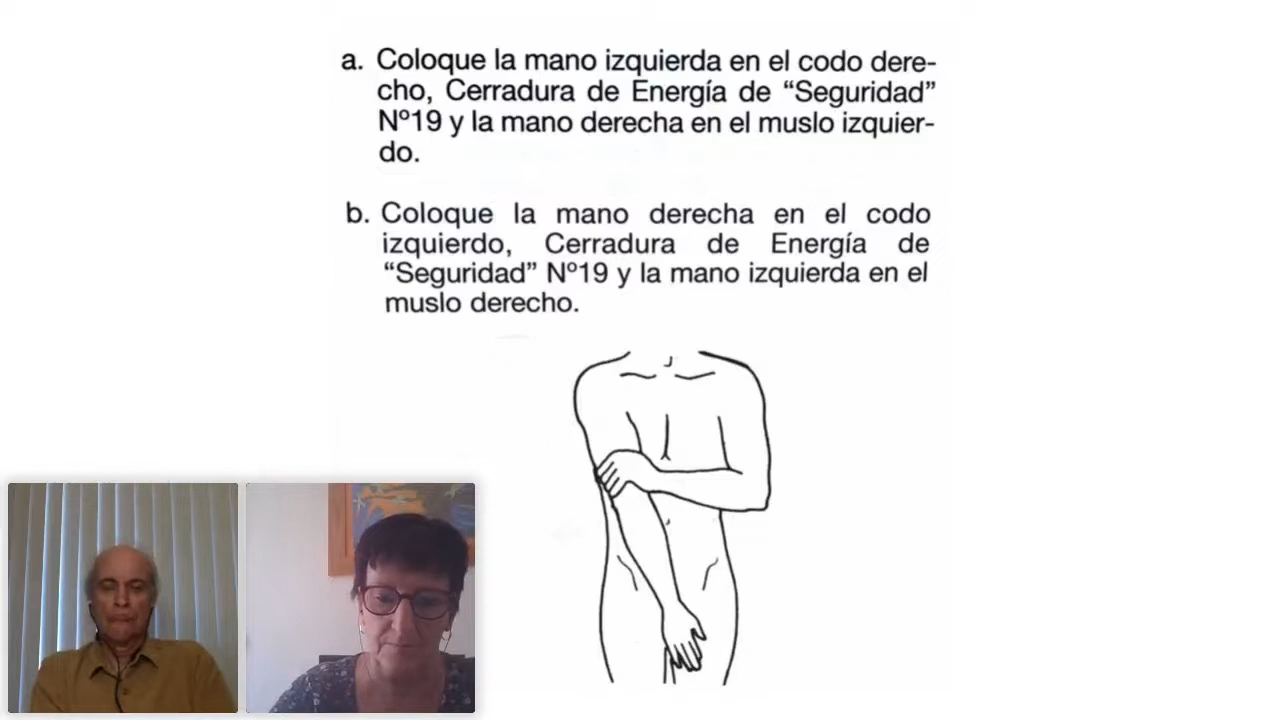 a. Coloque la mano izquierda en el codo dere-
cho, Cerradura de Energía de “Seguridad”
Nº19 y la mano derecha en el muslo izquier-
do.
b. Coloque la mano derecha en el codo
izquierdo, Cerradura de Energía de
“Seguridad” Nº19 y la mano izquierda en el
muslo derecho.